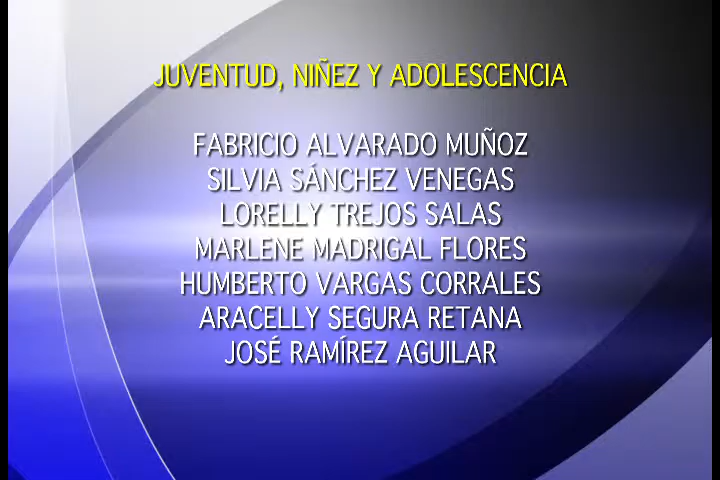 JUVENTUD, NIÑEZ Y ADOLESCENCIA
FABRICIO ALVARADO MUÑOZ
SILVIA SÁNCHEZ VENEGAS
LORELLY TREJOS SALAS
MARLENE MADRIGAL FLORES
HUMBERTO VARGAS CORRALES
ARACELLY SEGURA RETANA
JOSÉ RAMÍREZ AGUILAR